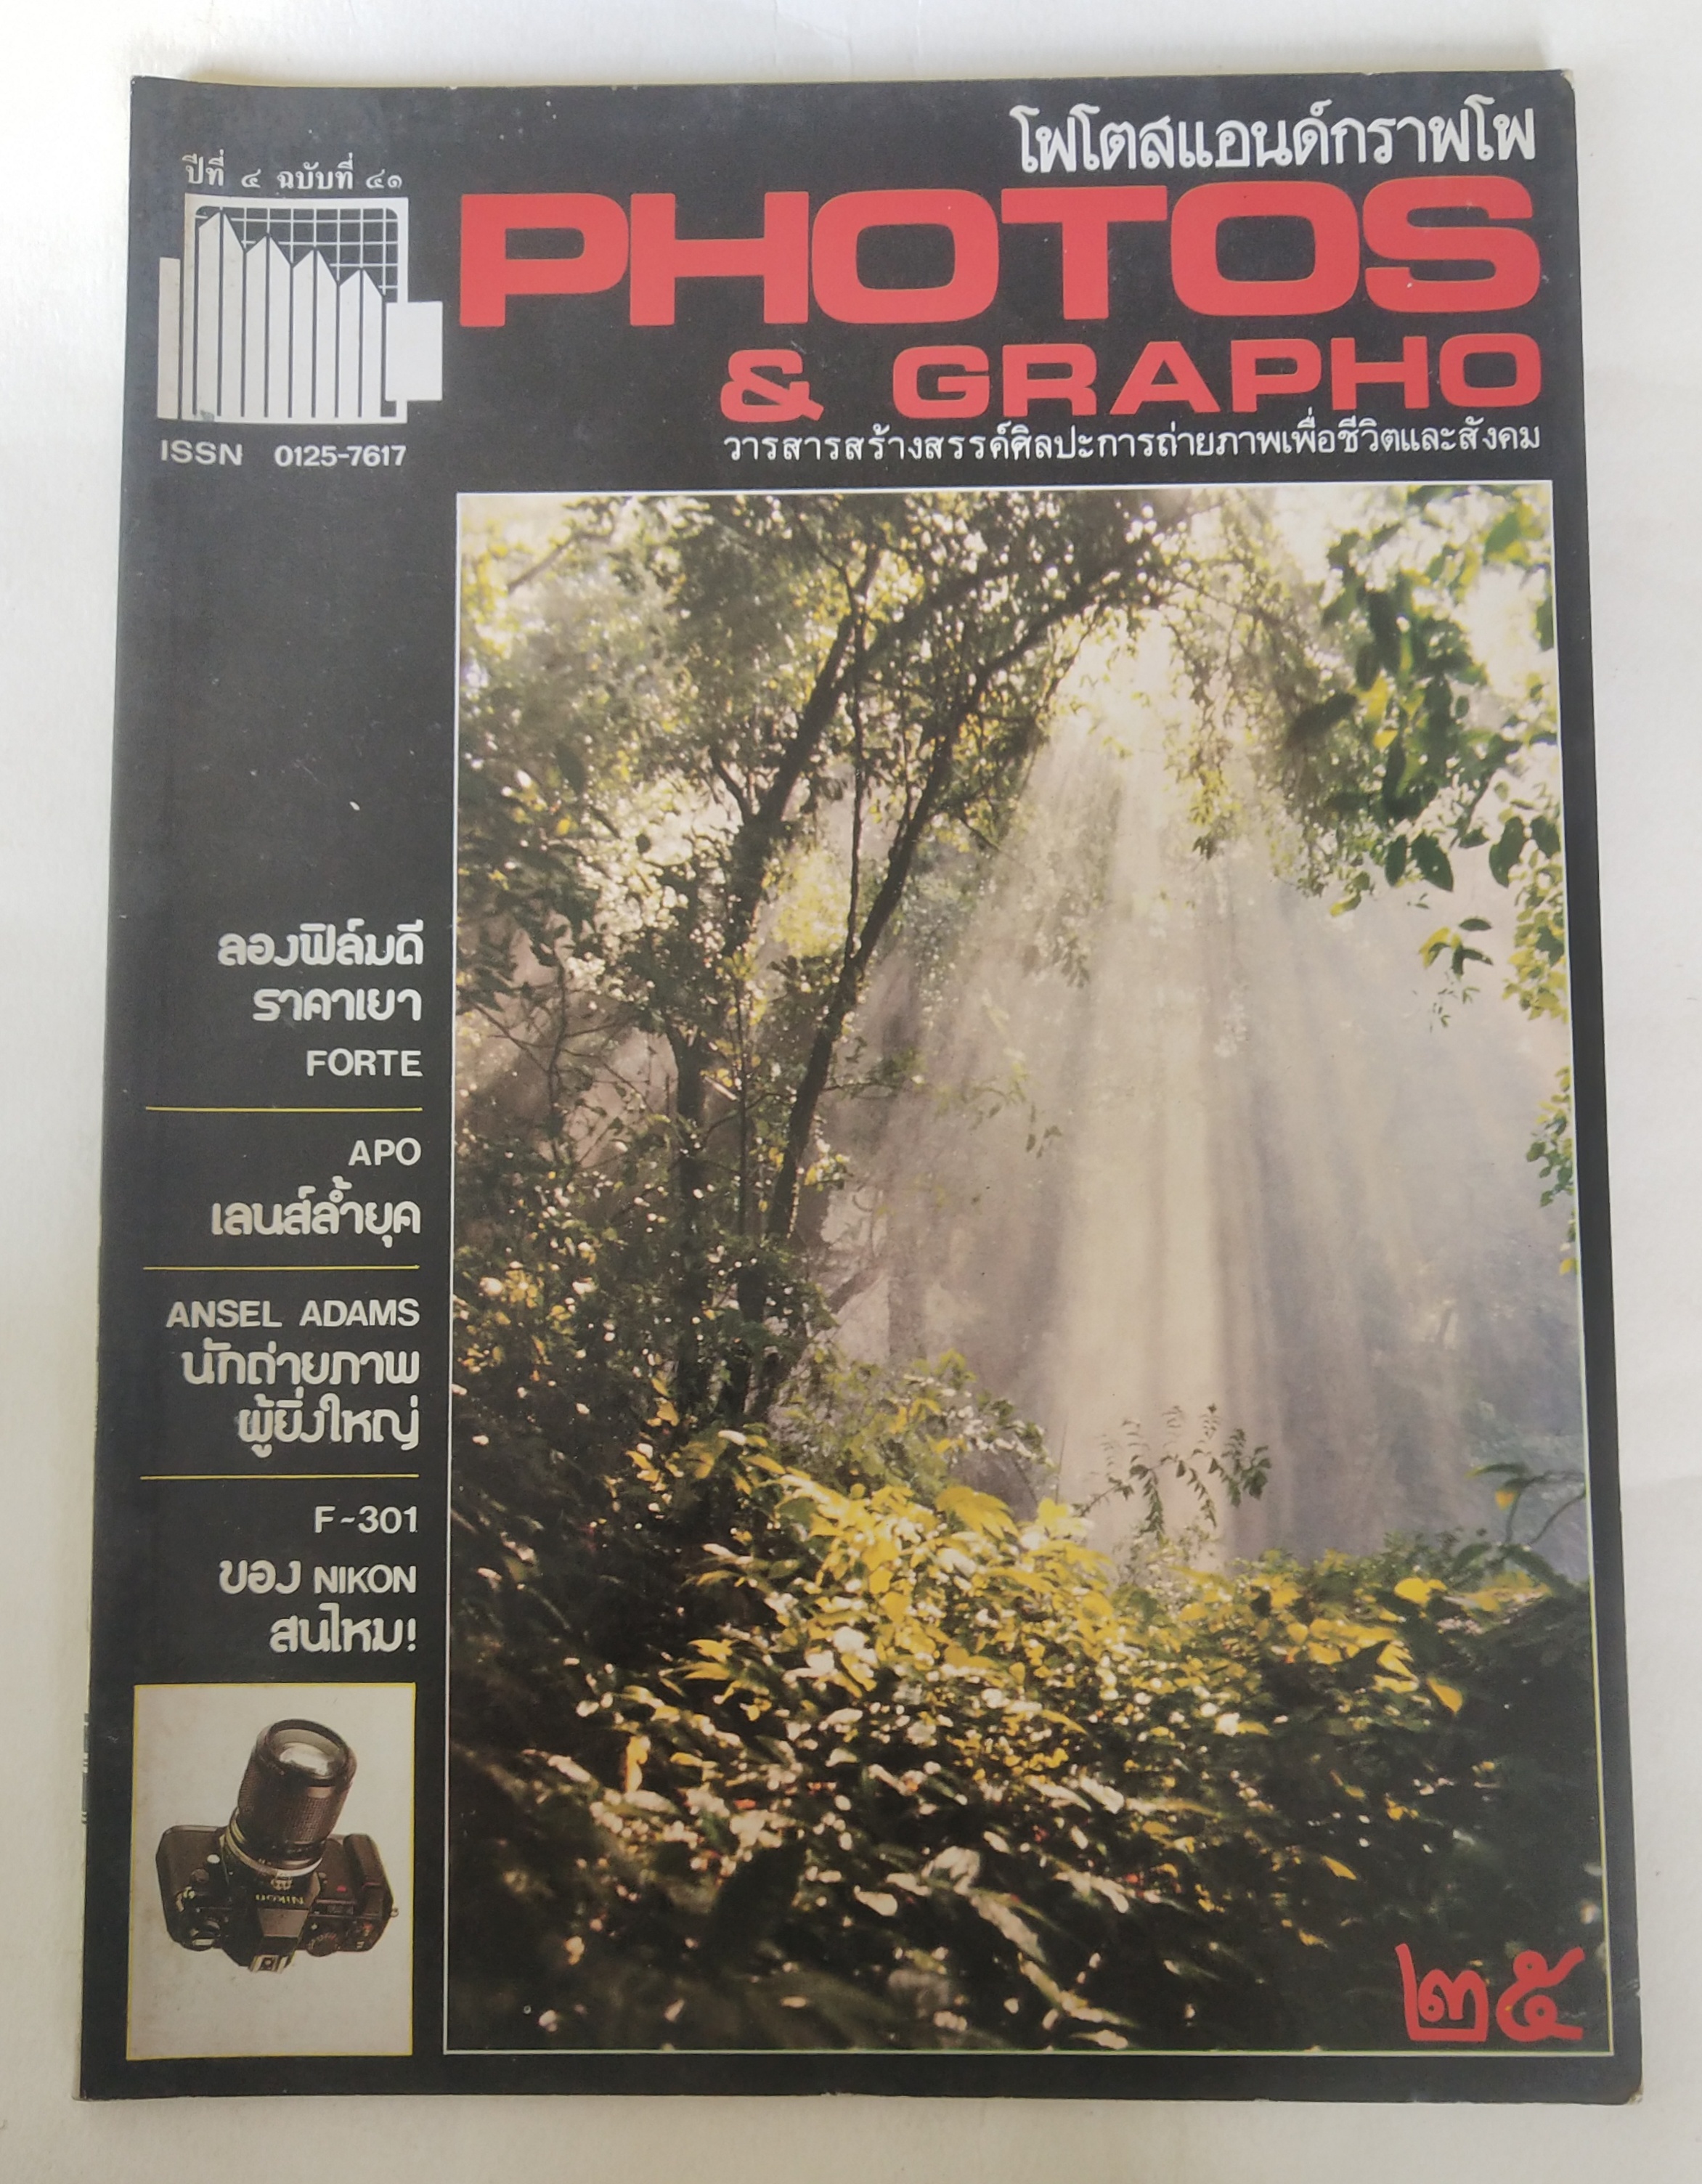 โฟโตสแอนด์กราพโฟ
ปีที่ ๔ ฉบับที่ ๔๑
PHOTOS
& GRAPHO
วารสารสร้างสรรค์ศิลปะการถ่ายภาพเพื่อชีวิตและสังคม
ISSN 0125-7617
ลองฟิล์มดี
ราคาเยา
FORTE
APO
เลนส์ล้ำยุค
ANSEL ADAMS
นักถ่ายภาพ
ผู้ยิ่งใหญ่
F~301
ของ NIKON
สนไหม!
Nikon
๒๕